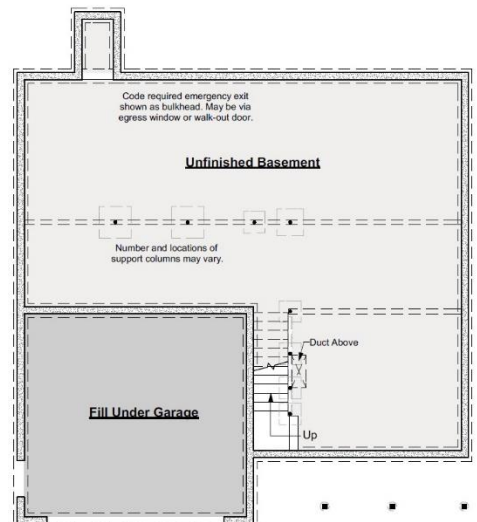 Code required emergency exit
shown as bulkhead. May be via
egress window or walk-out door.
Unfinished Basement
Number and locations of
support columns may vary.
Duct Above
Fill Under Garage
Up